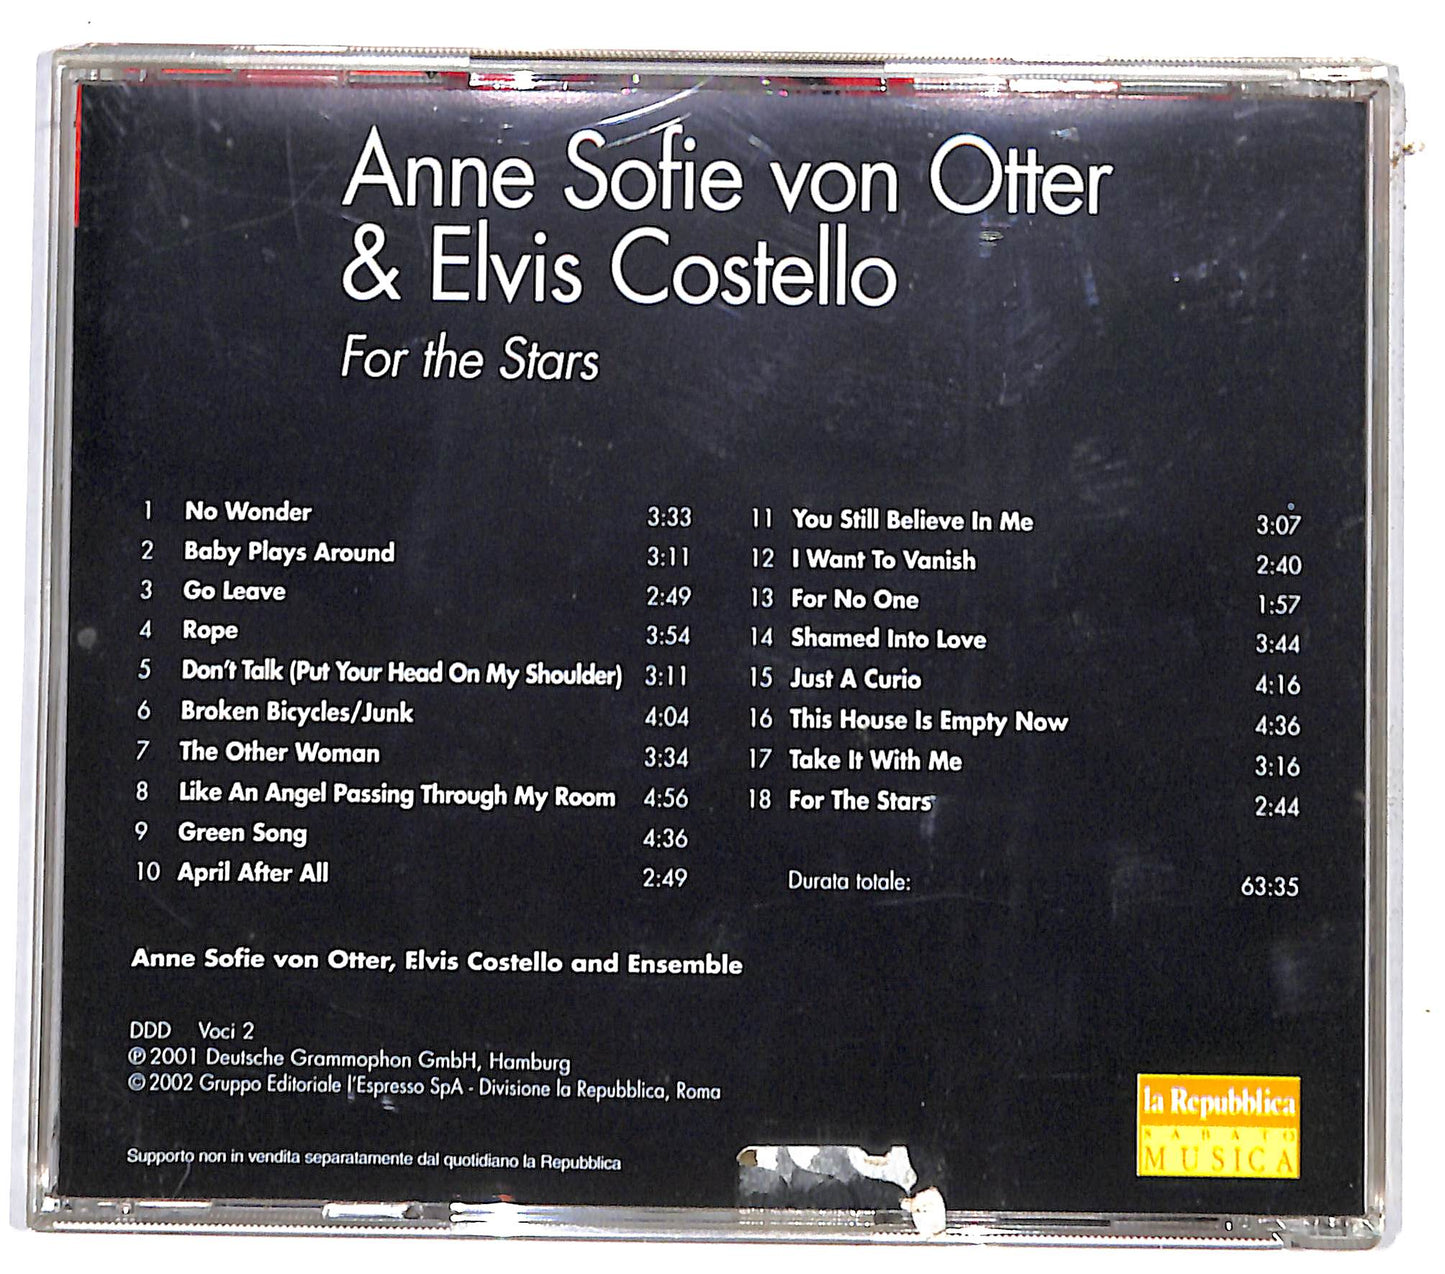 Anne Sofie von Otter
& Elvis Costello
For the Stars
1 No Wonder 3:33
2 Baby Plays Around 3:11
3 Go Leave 2:49
4 Rope 3:54
5 Don't Talk (Put Your Head On My Shoulder) 3:11
6 Broken Bicycles/Junk 4:04
7 The Other Woman 3:34
8 Like An Angel Passing Through My Room 4:56
9 Green Song 4:36
10 April After All 2:49
11 You Still Believe In Me 3:07
12 I Want To Vanish 2:40
13 For No One 1:57
14 Shamed Into Love 3:44
15 Just A Curio 4:16
16 This House Is Empty Now 4:36
17 Take It With Me 3:16
18 For The Stars 2:44
Durata totale: 63:35
Anne Sofie von Otter, Elvis Costello and Ensemble
DDD Voci 2
℗ 2001 Deutsche Grammophon GmbH, Hamburg
© 2002 Gruppo Editoriale l'Espresso SpA - Divisione la Repubblica, Roma
Supporto non in vendita separatamente dal quotidiano la Repubblica
la Repubblica
SABATO
MUSICA